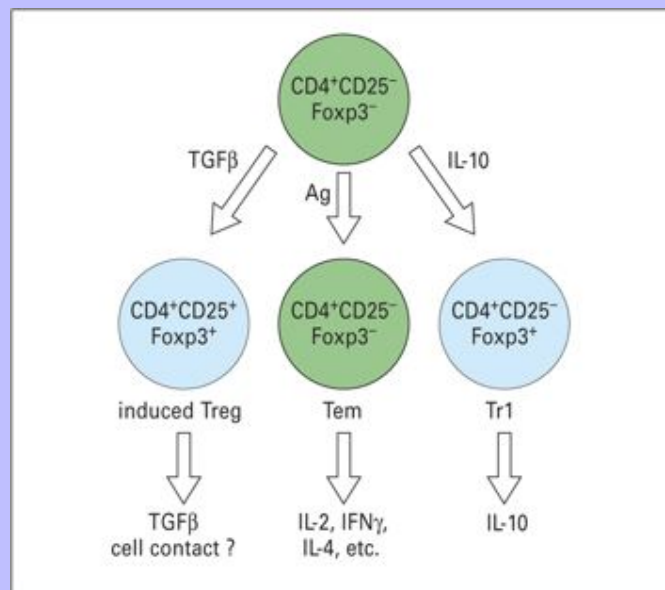 CD4⁺CD25⁻
Foxp3⁻
TGFβ
Ag
IL-10
CD4⁺CD25⁺
Foxp3⁺
CD4⁺CD25⁻
Foxp3⁻
CD4⁺CD25⁻
Foxp3⁺
induced Treg
Tem
Tr1
TGFβ
cell contact ?
IL-2, IFNγ,
IL-4, etc.
IL-10